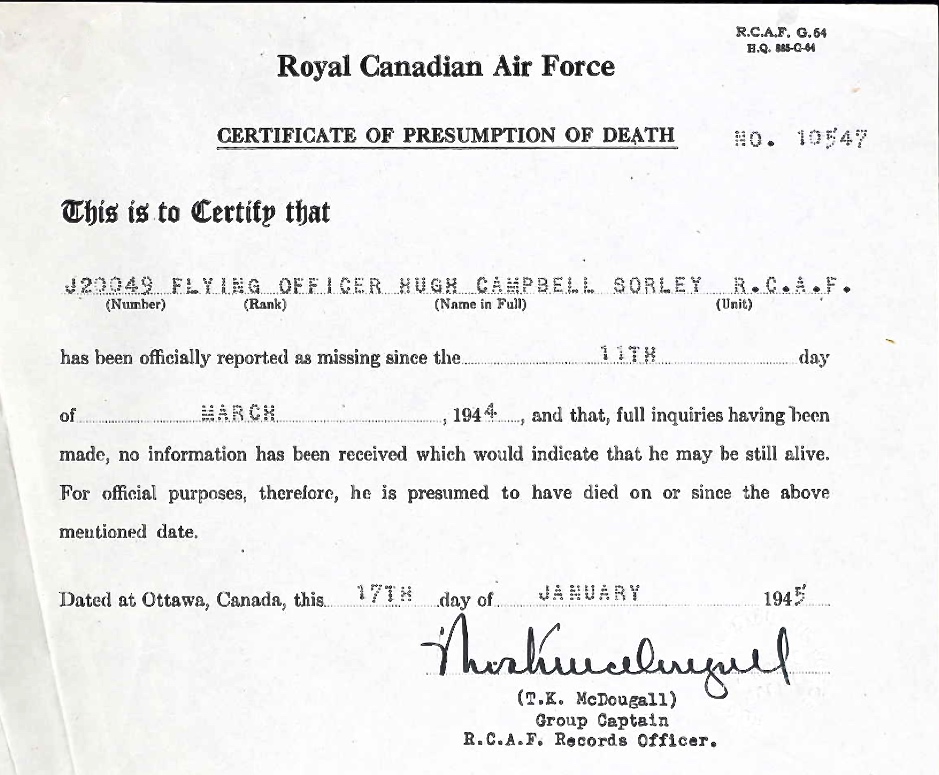 R.C.A.F. G.64
H.Q. 885-G-64
Royal Canadian Air Force
CERTIFICATE OF PRESUMPTION OF DEATH NO. 10547
This is to Certify that
J20049 FLYING OFFICER HUGH CAMPBELL SORLEY R.C.A.F.
(Number) (Rank) (Name in Full) (Unit)
has been officially reported as missing since the 11TH day
of MARCH, 1944, and that, full inquiries having been
made, no information has been received which would indicate that he may be still alive.
For official purposes, therefore, he is presumed to have died on or since the above
mentioned date.
Dated at Ottawa, Canada, this 17TH day of JANUARY 1945
(T.K. McDougall)
Group Captain
R.C.A.F. Records Officer.